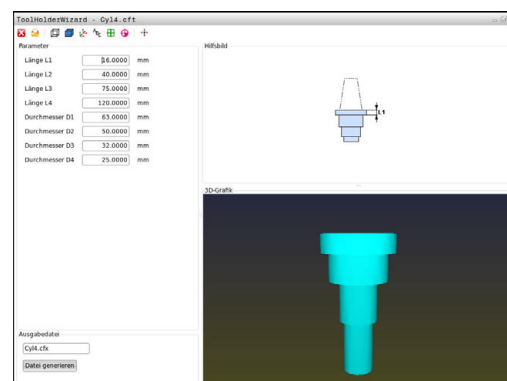 ToolHolderWizard - Cyl4.cft
Parameter
Hilfsbild
Länge L1 16.0000 mm
Länge L2 40.0000 mm
Länge L3 75.0000 mm
Länge L4 120.0000 mm
Durchmesser D1 63.0000 mm
Durchmesser D2 50.0000 mm
Durchmesser D3 32.0000 mm
Durchmesser D4 25.0000 mm
L1
3D-Grafik
Ausgabedatei
Cyl4.cfx
Datei generieren